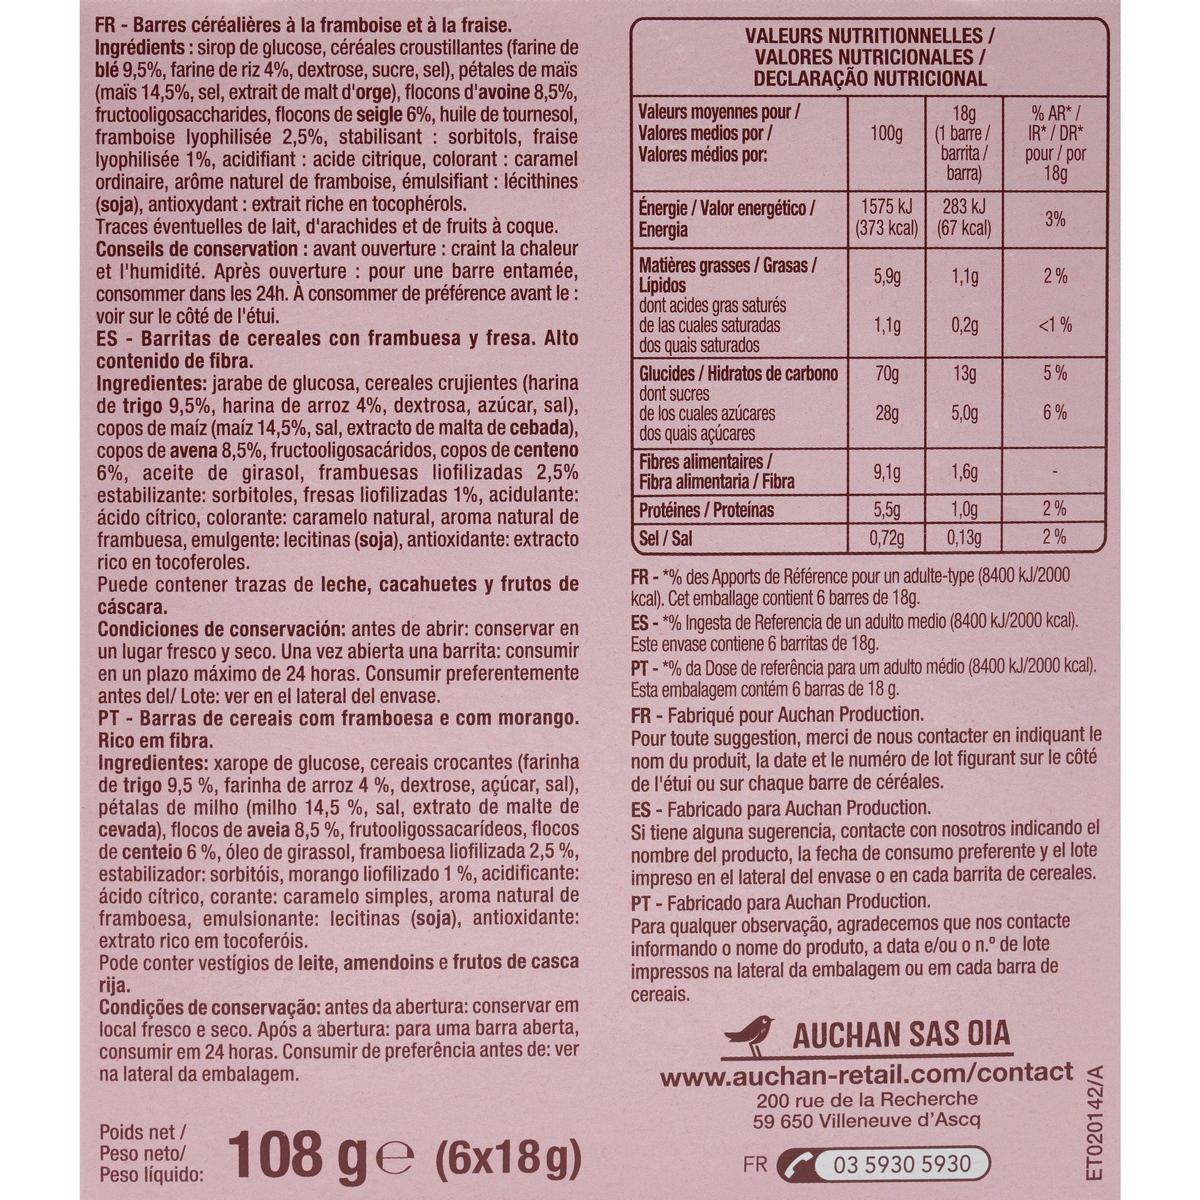 FR - Barres céréalières à la framboise et à la fraise.
Ingrédients : sirop de glucose, céréales croustillantes (farine de
blé 9,5%, farine de riz 4%, dextrose, sucre, sel), pétales de maïs
(maïs 14,5%, sel, extrait de malt d'orge), flocons d'avoine 8,5%,
fructooligosaccharides, flocons de seigle 6%, huile de tournesol,
framboise lyophilisée 2,5%, stabilisant : sorbitols, fraise
lyophilisée 1%, acidifiant : acide citrique, colorant : caramel
ordinaire, arôme naturel de framboise, émulsifiant : lécithines
(soja), antioxydant : extrait riche en tocophérols.
Traces éventuelles de lait, d'arachides et de fruits à coque.
Conseils de conservation : avant ouverture : craint la chaleur
et l'humidité. Après ouverture : pour une barre entamée,
consommer dans les 24h. À consommer de préférence avant le :
voir sur le côté de l'étui.
ES - Barritas de cereales con frambuesa y fresa. Alto
contenido de fibra.
Ingredientes: jarabe de glucosa, cereales crujientes (harina
de trigo 9,5%, harina de arroz 4%, dextrosa, azúcar, sal),
copos de maíz (maíz 14,5%, sal, extracto de malta de cebada),
copos de avena 8,5%, fructooligosacáridos, copos de centeno
6%, aceite de girasol, frambuesas liofilizadas 2,5%
estabilizante: sorbitoles, fresas liofilizadas 1%, acidulante:
ácido cítrico, colorante: caramelo natural, aroma natural de
frambuesa, emulgente: lecitinas (soja), antioxidante: extracto
rico en tocoferoles.
Puede contener trazas de leche, cacahuetes y frutos de
cáscara.
Condiciones de conservación: antes de abrir: conservar en
un lugar fresco y seco. Una vez abierta una barrita: consumir
en un plazo máximo de 24 horas. Consumir preferentemente
antes del/ Lote: ver en el lateral del envase.
PT - Barras de cereais com framboesa e com morango.
Rico em fibra.
Ingredientes: xarope de glucose, cereais crocantes (farinha
de trigo 9,5 %, farinha de arroz 4 %, dextrose, açúcar, sal),
pétalas de milho (milho 14,5 %, sal, extrato de malte de
cevada), flocos de aveia 8,5 %, frutooligossacarídeos, flocos
de centeio 6 %, óleo de girassol, framboesa liofilizada 2,5 %,
estabilizador: sorbitóis, morango liofilizado 1 %, acidificante:
ácido cítrico, corante: caramelo simples, aroma natural de
framboesa, emulsionante: lecitinas (soja), antioxidante:
extrato rico em tocoferóis.
Pode conter vestígios de leite, amendoins e frutos de casca
rija.
Condições de conservação: antes da abertura: conservar em
local fresco e seco. Após a abertura: para uma barra aberta,
consumir em 24 horas. Consumir de preferência antes de: ver
na lateral da embalagem.
Poids net /
Peso neto/
Peso líquido:
108 g ℮ (6x18g)
VALEURS NUTRITIONNELLES /
VALORES NUTRICIONALES /
DECLARAÇÃO NUTRICIONAL
Valeurs moyennes pour /
Valores medios por /
Valores médios por:
100g
18g
(1 barre /
barrita /
barra)
% AR* /
IR* / DR*
pour / por
18g
Énergie / Valor energético /
Energia
1575 kJ
(373 kcal)
283 kJ
(67 kcal)
3%
Matières grasses / Grasas /
Lípidos
5,9g 1,1g 2 %
dont acides gras saturés
de las cuales saturadas
dos quais saturados
1,1g 0,2g <1 %
Glucides / Hidratos de carbono 70g 13g 5 %
dont sucres
de los cuales azúcares
dos quais açúcares
28g 5,0g 6 %
Fibres alimentaires /
Fibra alimentaria / Fibra
9,1g 1,6g -
Protéines / Proteínas 5,5g 1,0g 2 %
Sel / Sal 0,72g 0,13g 2 %
FR - *% des Apports de Référence pour un adulte-type (8400 kJ/2000
kcal). Cet emballage contient 6 barres de 18g.
ES - *% Ingesta de Referencia de un adulto medio (8400 kJ/2000 kcal).
Este envase contiene 6 barritas de 18g.
PT - *% da Dose de referência para um adulto médio (8400 kJ/2000 kcal).
Esta embalagem contém 6 barras de 18 g.
FR - Fabriqué pour Auchan Production.
Pour toute suggestion, merci de nous contacter en indiquant le
nom du produit, la date et le numéro de lot figurant sur le côté
de l'étui ou sur chaque barre de céréales.
ES - Fabricado para Auchan Production.
Si tiene alguna sugerencia, contacte con nosotros indicando el
nombre del producto, la fecha de consumo preferente y el lote
impreso en el lateral del envase o en cada barrita de cereales.
PT - Fabricado para Auchan Production.
Para qualquer observação, agradecemos que nos contacte
informando o nome do produto, a data e/ou o n.º de lote
impressos na lateral da embalagem ou em cada barra de
cereais.
AUCHAN SAS OIA
www.auchan-retail.com/contact
200 rue de la Recherche
59 650 Villeneuve d'Ascq
FR 03 5930 5930
ET020142/A